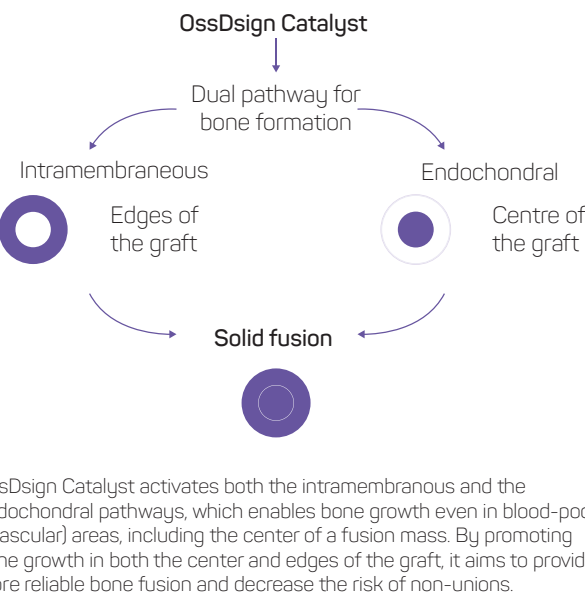 OssDsign Catalyst
Dual pathway for
bone formation
Intramembraneous
Endochondral
Edges of
the graft
Centre of
the graft
Solid fusion
sDsign Catalyst activates both the intramembranous and the
dochondral pathways, which enables bone growth even in blood-poo
ascular) areas, including the center of a fusion mass. By promoting
ne growth in both the center and edges of the graft, it aims to provid
ore reliable bone fusion and decrease the risk of non-unions.